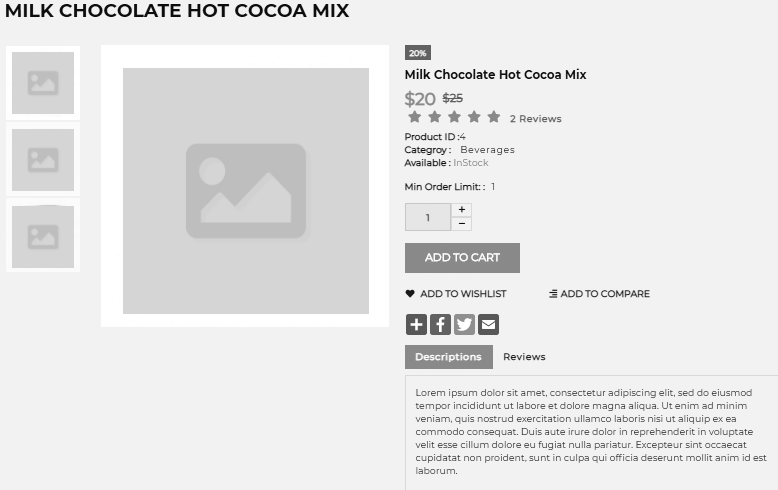 MILK CHOCOLATE HOT COCOA MIX
20%
Milk Chocolate Hot Cocoa Mix
$20 $25
2 Reviews
Product ID :4
Categroy : Beverages
Available : InStock
Min Order Limit: : 1
1 +
−
ADD TO CART
ADD TO WISHLIST ADD TO COMPARE
Descriptions Reviews
Lorem ipsum dolor sit amet, consectetur adipiscing elit, sed do eiusmod
tempor incididunt ut labore et dolore magna aliqua. Ut enim ad minim
veniam, quis nostrud exercitation ullamco laboris nisi ut aliquip ex ea
commodo consequat. Duis aute irure dolor in reprehenderit in voluptate
velit esse cillum dolore eu fugiat nulla pariatur. Excepteur sint occaecat
cupidatat non proident, sunt in culpa qui officia deserunt mollit anim id est
laborum.